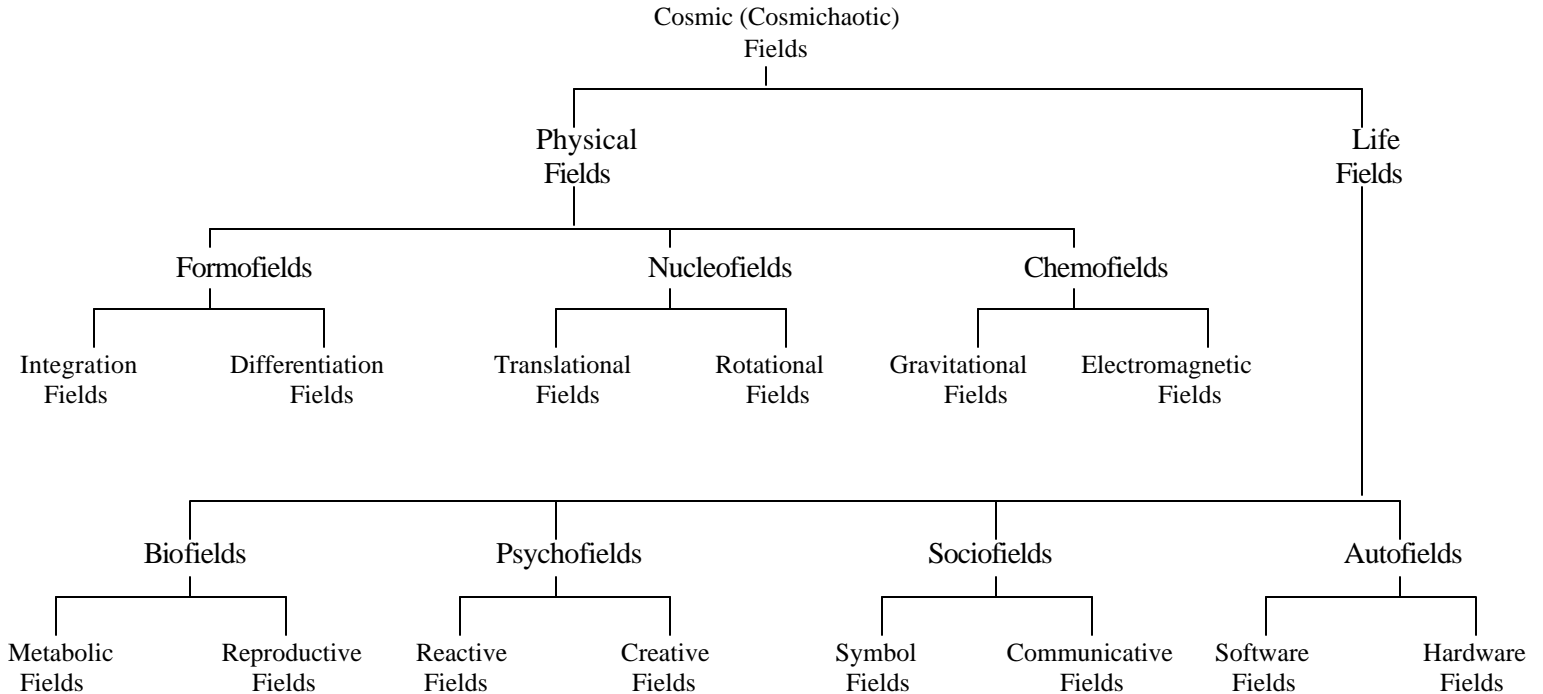 Cosmic (Cosmichaotic)
Fields
Physical
Fields
Life
Fields
Formofields
Nucleofields
Chemofields
Integration
Fields
Differentiation
Fields
Translational
Fields
Rotational
Fields
Gravitational
Fields
Electromagnetic
Fields
Biofields
Psychofields
Sociofields
Autofields
Metabolic
Fields
Reproductive
Fields
Reactive
Fields
Creative
Fields
Symbol
Fields
Communicative
Fields
Software
Fields
Hardware
Fields